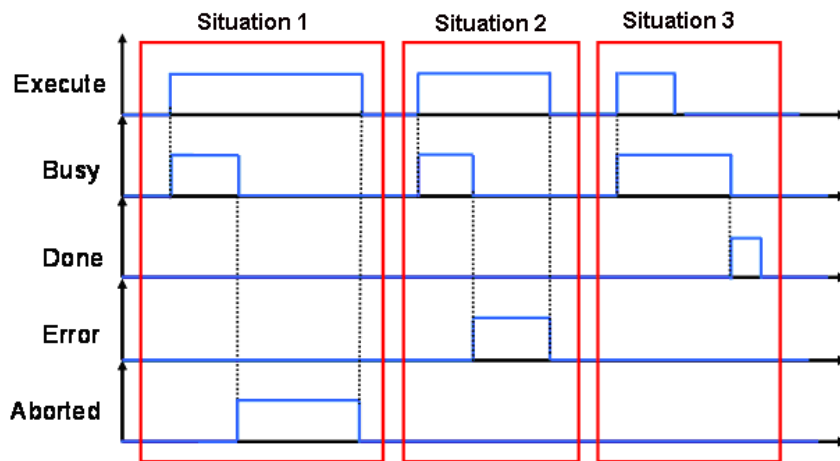 Situation 1
Situation 2
Situation 3
Execute
Busy
Done
Error
Aborted